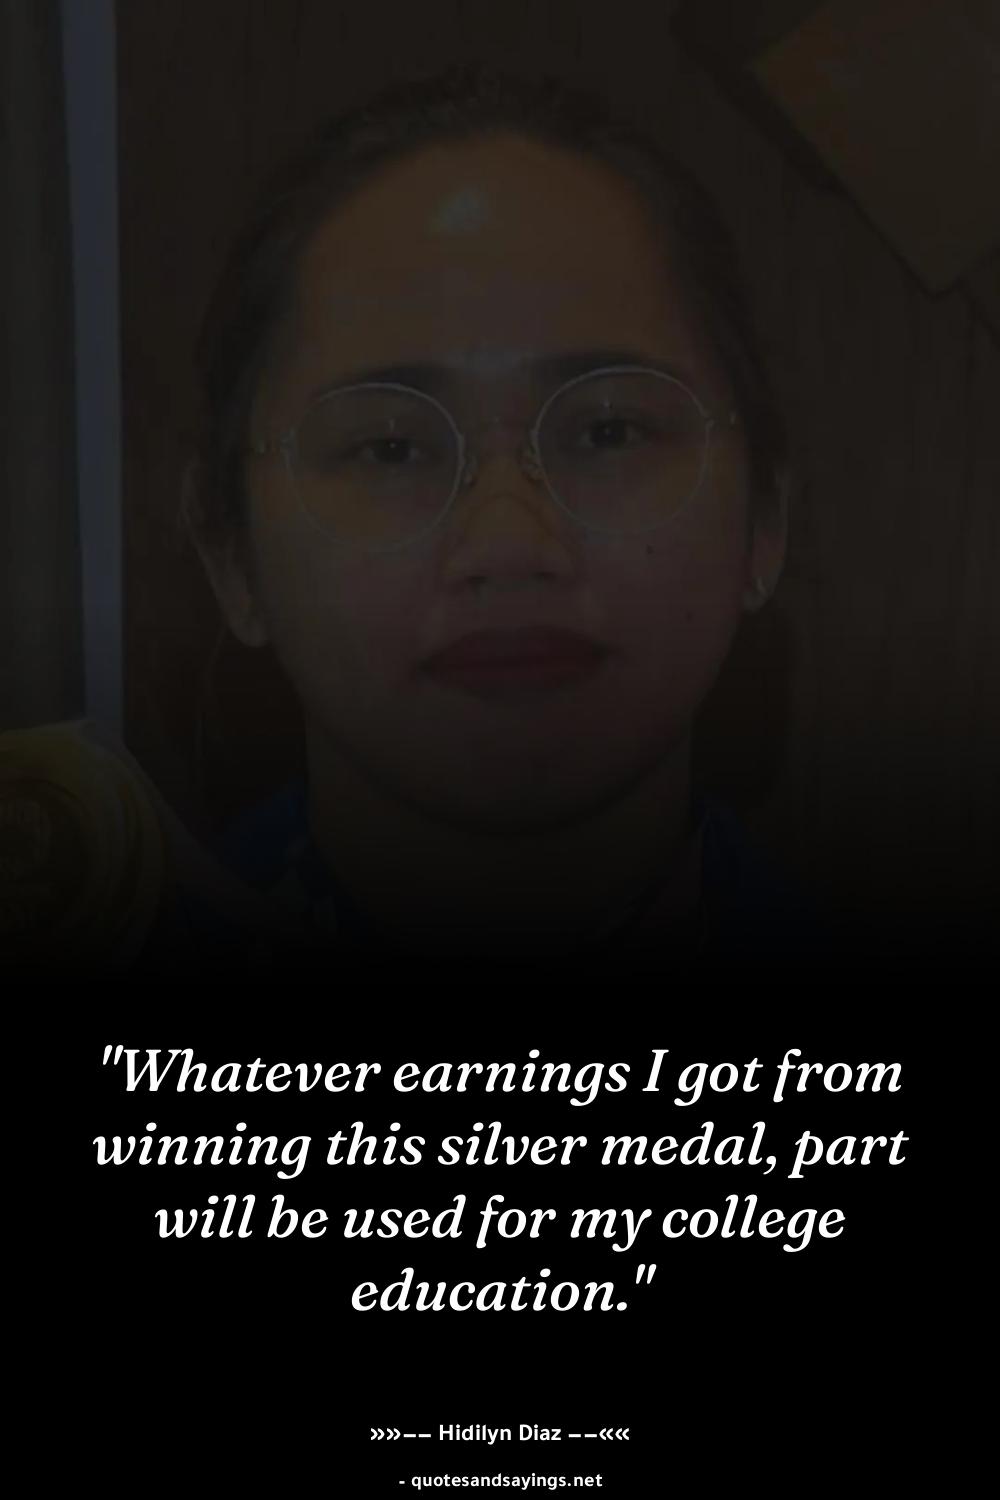 "Whatever earnings I got from
winning this silver medal, part
will be used for my college
education."
»»−− Hidilyn Diaz −−««
- quotesandsayings.net